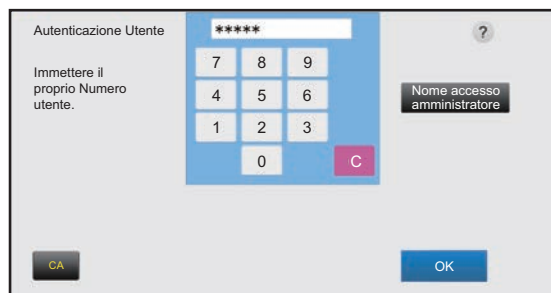 Autenticazione Utente
*****
?
Immettere il
proprio Numero
utente.
7 8 9
4 5 6
1 2 3
0 C
Nome accesso
amministratore
CA
OK